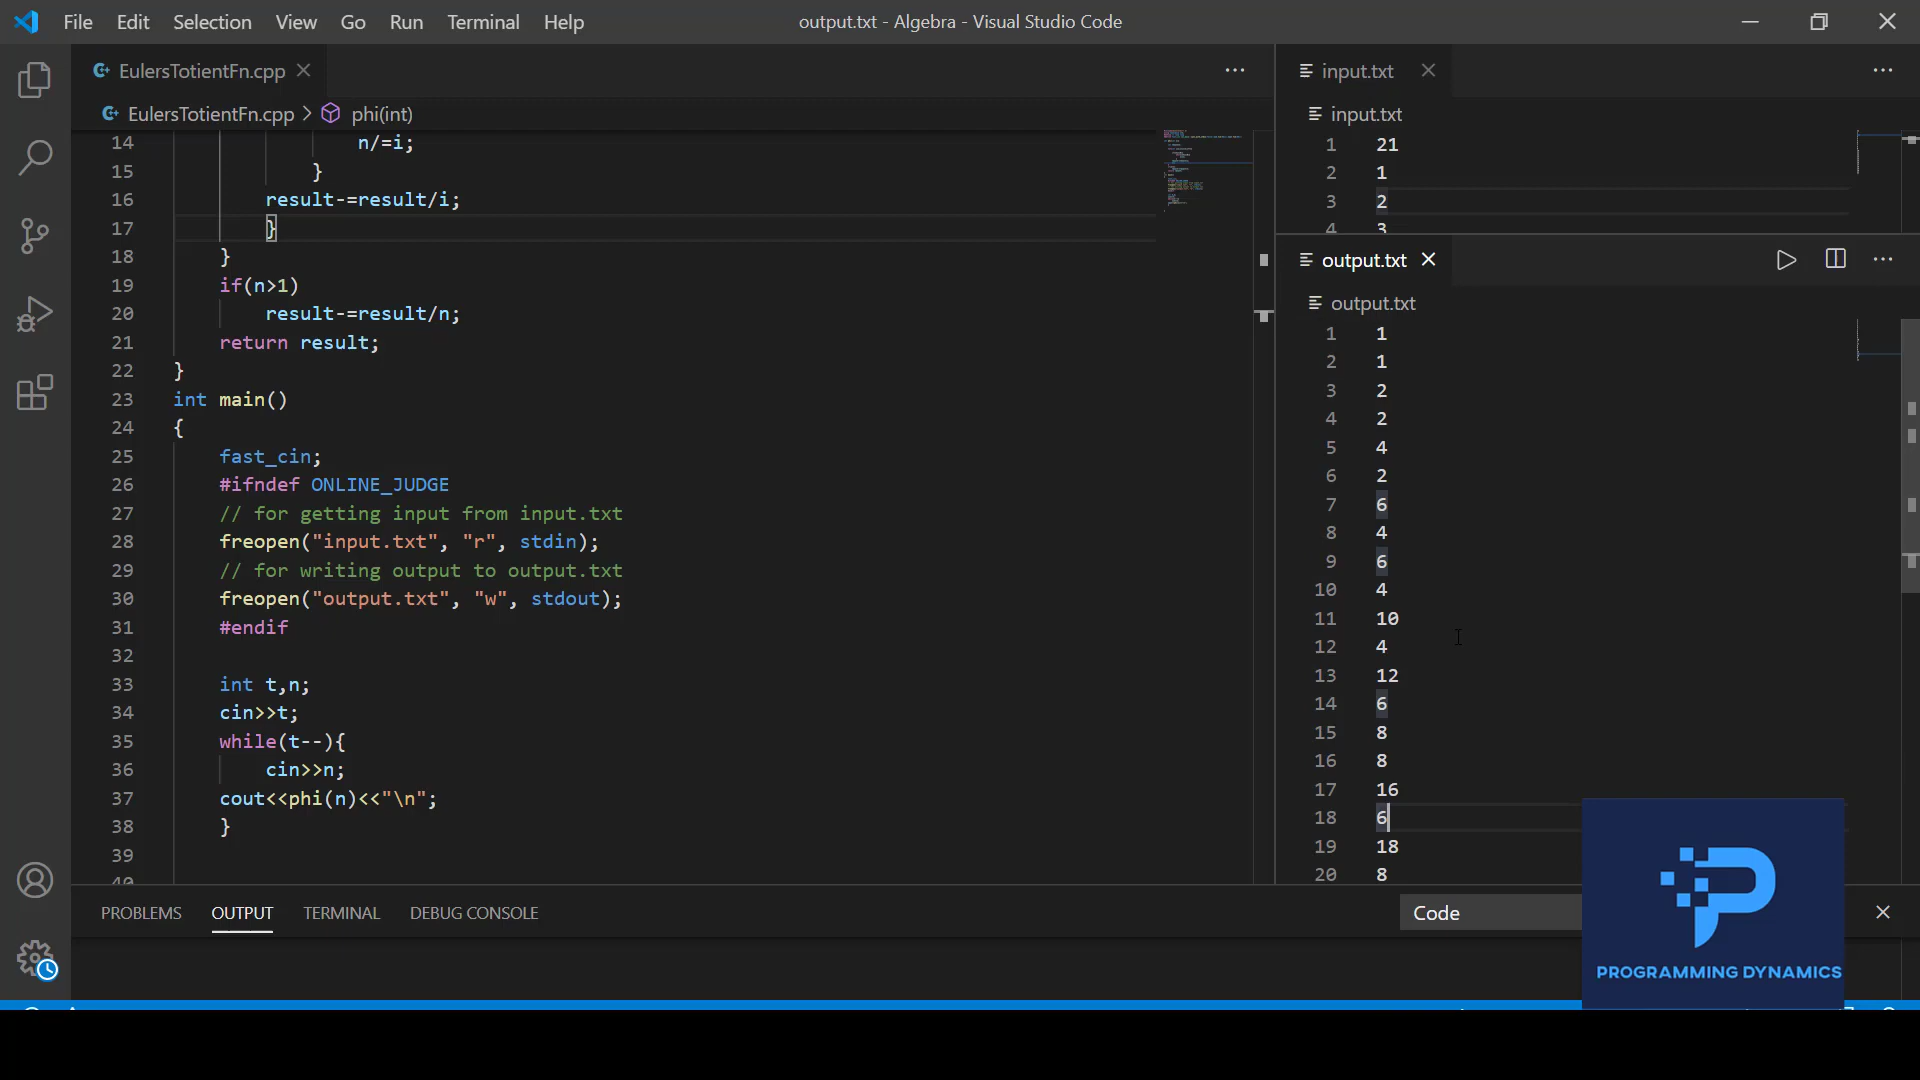 File Edit Selection View Go Run Terminal Help
output.txt - Algebra - Visual Studio Code
EulersTotientFn.cpp
EulersTotientFn.cpp > phi(int)
14 n/=i;
15 }
16 result-=result/i;
17 }
18 }
19 if(n>1)
20 result-=result/n;
21 return result;
22 }
23 int main()
24 {
25 fast_cin;
26 #ifndef ONLINE_JUDGE
27 // for getting input from input.txt
28 freopen("input.txt", "r", stdin);
29 // for writing output to output.txt
30 freopen("output.txt", "w", stdout);
31 #endif
32
33 int t,n;
34 cin>>t;
35 while(t--){
36 cin>>n;
37 cout<<phi(n)<<"\n";
38 }
39
40
input.txt
input.txt
1 21
2 1
3 2
4 3
output.txt
output.txt
1 1
2 1
3 2
4 2
5 4
6 2
7 6
8 4
9 6
10 4
11 10
12 4
13 12
14 6
15 8
16 8
17 16
18 6
19 18
20 8
PROBLEMS OUTPUT TERMINAL DEBUG CONSOLE
Code
PROGRAMMING DYNAMICS